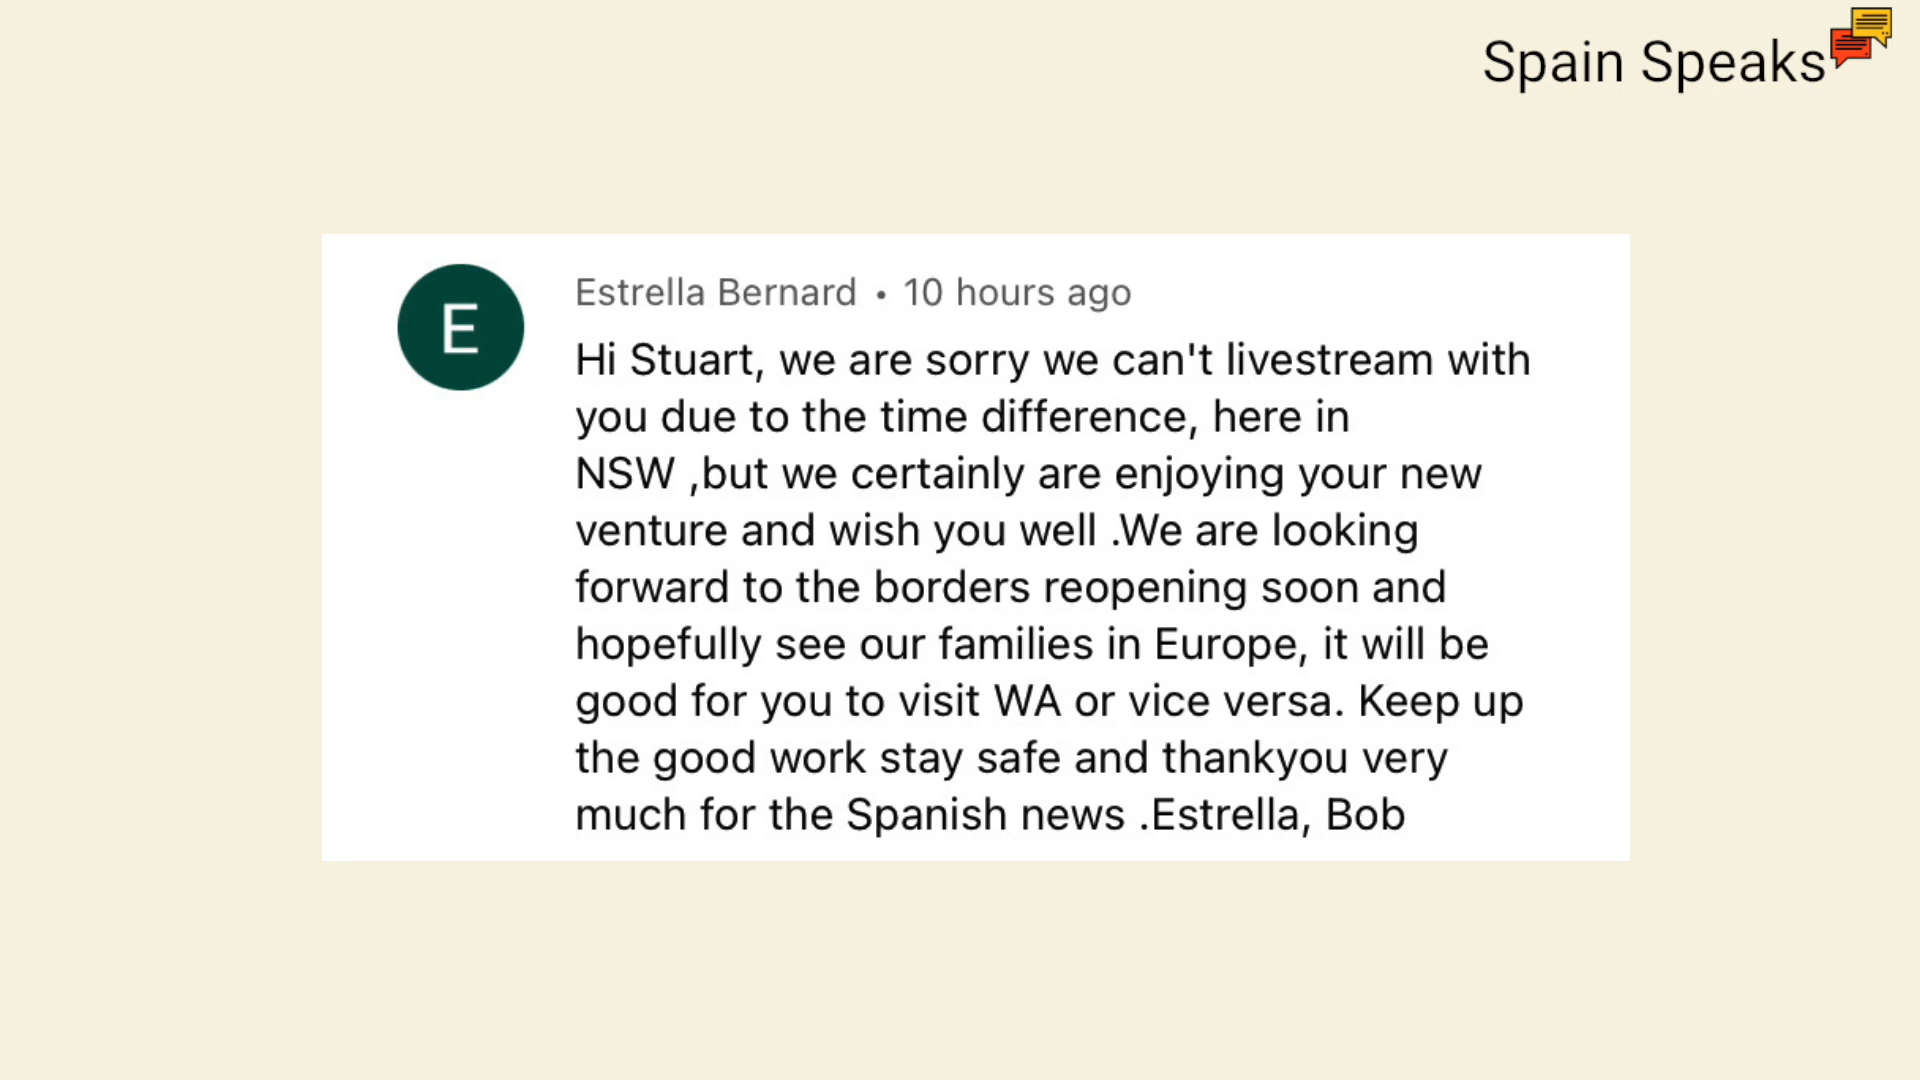 Spain Speaks
E
Estrella Bernard • 10 hours ago
Hi Stuart, we are sorry we can't livestream with
you due to the time difference, here in
NSW ,but we certainly are enjoying your new
venture and wish you well .We are looking
forward to the borders reopening soon and
hopefully see our families in Europe, it will be
good for you to visit WA or vice versa. Keep up
the good work stay safe and thankyou very
much for the Spanish news .Estrella, Bob